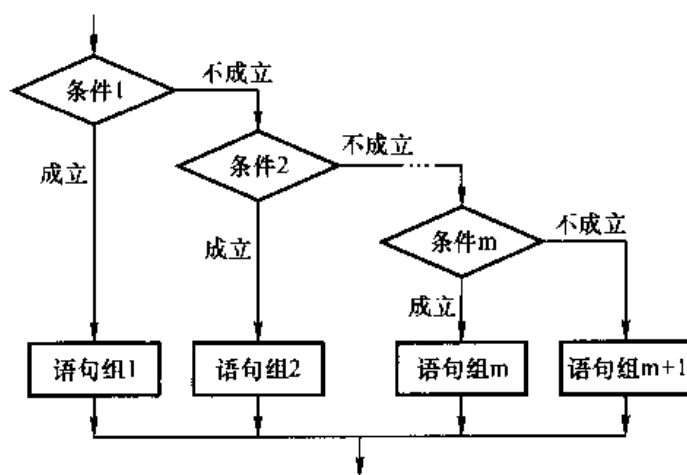 条件1
不成立
成立
条件2
不成立
成立
条件m
不成立
成立
语句组1
语句组2
语句组m
语句组m+1